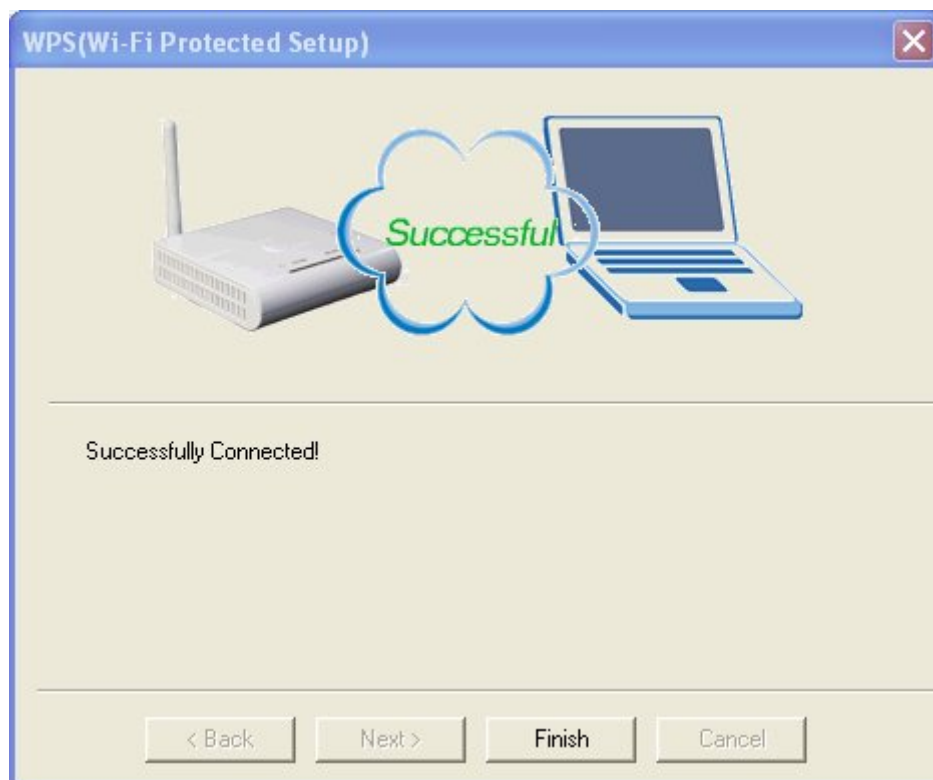 WPS(Wi-Fi Protected Setup)
Successful
Successfully Connected!
< Back
Next >
Finish
Cancel